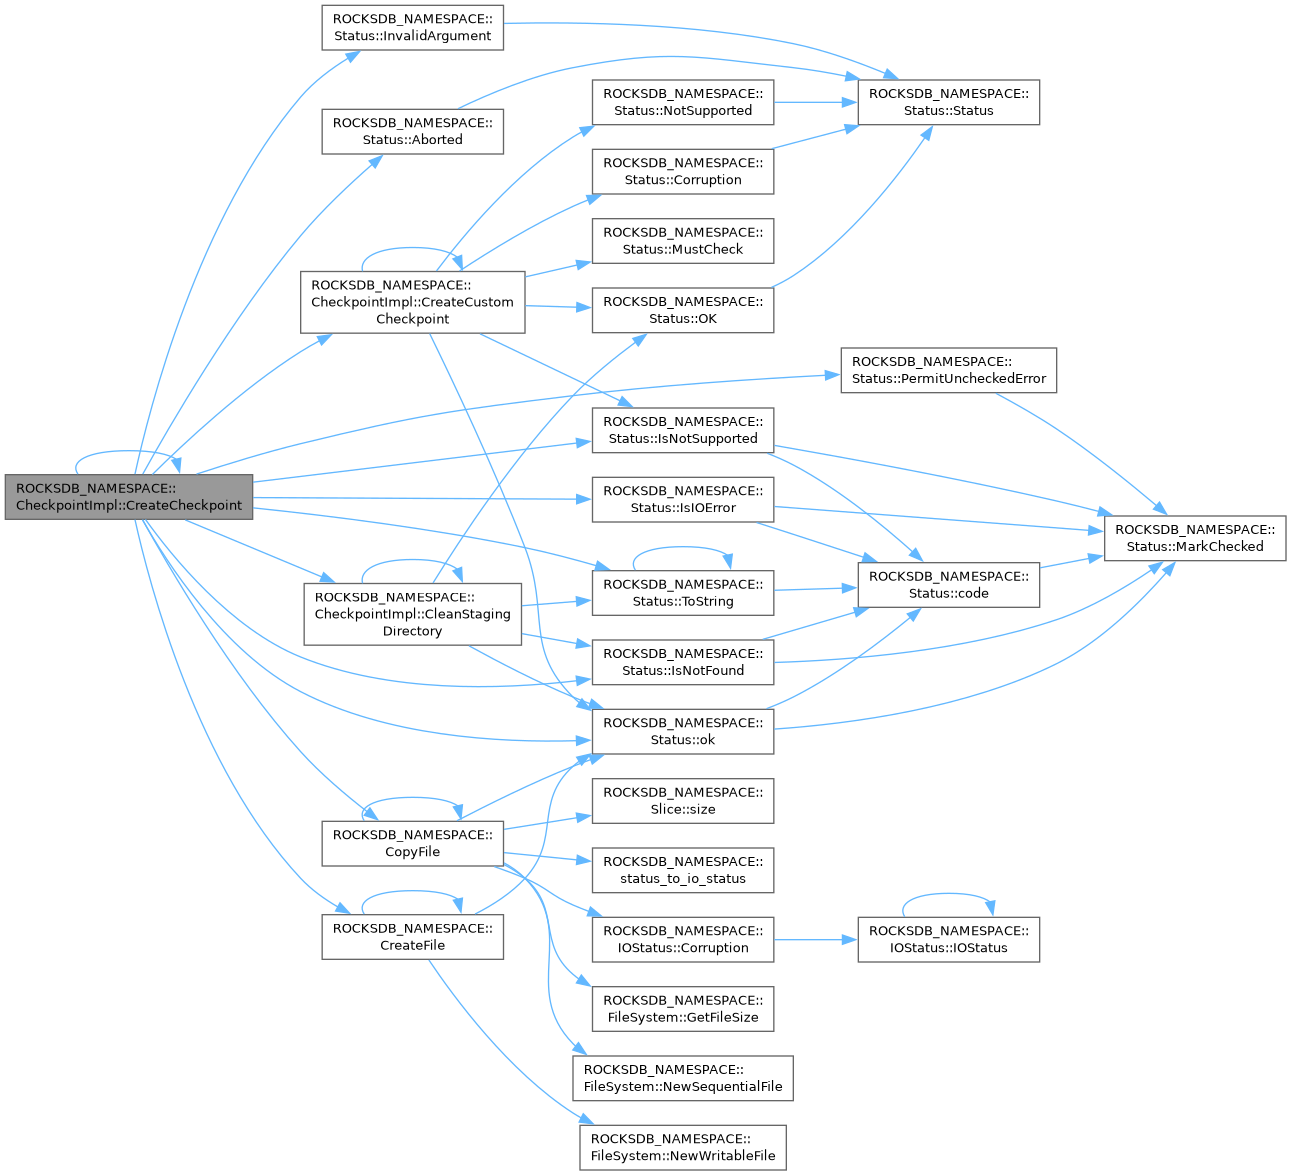 ROCKSDB_NAMESPACE::
Status::InvalidArgument
ROCKSDB_NAMESPACE::
Status::Aborted
ROCKSDB_NAMESPACE::
Status::NotSupported
ROCKSDB_NAMESPACE::
Status::Status
ROCKSDB_NAMESPACE::
Status::Corruption
ROCKSDB_NAMESPACE::
Status::MustCheck
ROCKSDB_NAMESPACE::
CheckpointImpl::CreateCustom
Checkpoint
ROCKSDB_NAMESPACE::
Status::OK
ROCKSDB_NAMESPACE::
Status::PermitUncheckedError
ROCKSDB_NAMESPACE::
Status::IsNotSupported
ROCKSDB_NAMESPACE::
CheckpointImpl::CreateCheckpoint
ROCKSDB_NAMESPACE::
Status::IsIOError
ROCKSDB_NAMESPACE::
Status::MarkChecked
ROCKSDB_NAMESPACE::
CheckpointImpl::CleanStaging
Directory
ROCKSDB_NAMESPACE::
Status::ToString
ROCKSDB_NAMESPACE::
Status::code
ROCKSDB_NAMESPACE::
Status::IsNotFound
ROCKSDB_NAMESPACE::
Status::ok
ROCKSDB_NAMESPACE::
Slice::size
ROCKSDB_NAMESPACE::
CopyFile
ROCKSDB_NAMESPACE::
status_to_io_status
ROCKSDB_NAMESPACE::
CreateFile
ROCKSDB_NAMESPACE::
IOStatus::Corruption
ROCKSDB_NAMESPACE::
IOStatus::IOStatus
ROCKSDB_NAMESPACE::
FileSystem::GetFileSize
ROCKSDB_NAMESPACE::
FileSystem::NewSequentialFile
ROCKSDB_NAMESPACE::
FileSystem::NewWritableFile